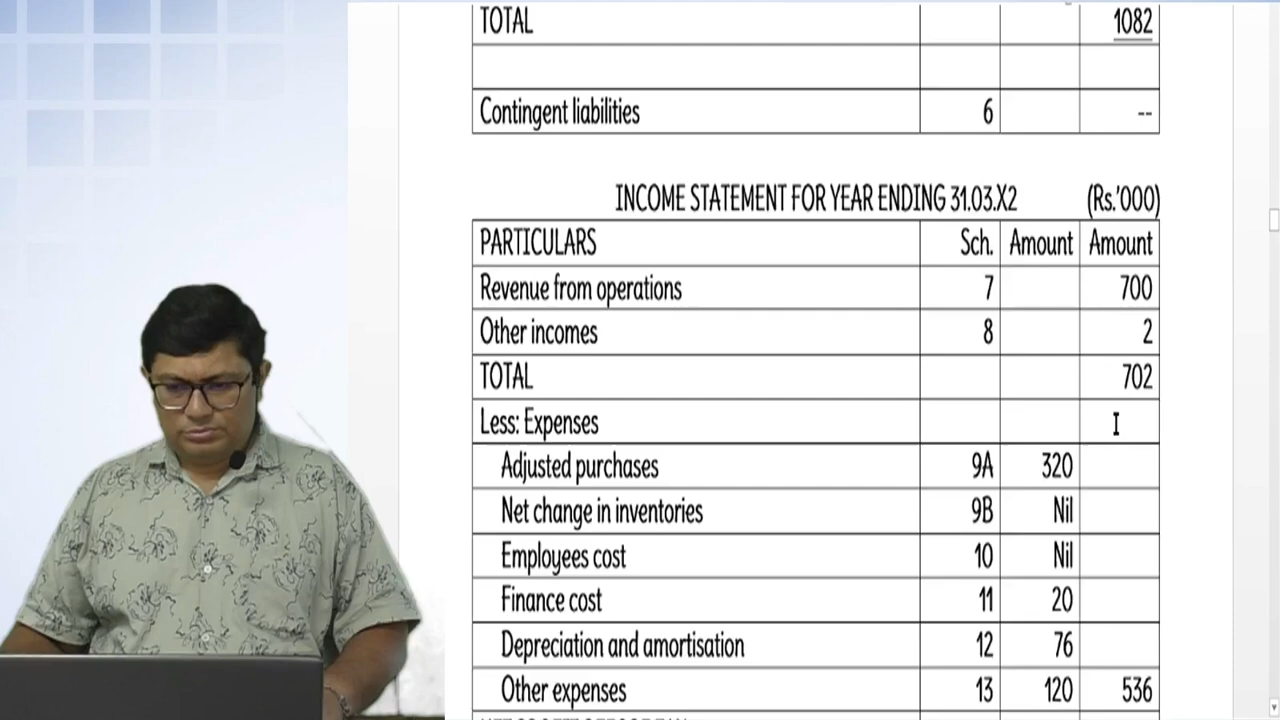 TOTAL 1082
Contingent liabilities 6 --
INCOME STATEMENT FOR YEAR ENDING 31.03.X2 (Rs.'000)
PARTICULARS Sch. Amount Amount
Revenue from operations 7 700
Other incomes 8 2
TOTAL 702
Less: Expenses
Adjusted purchases 9A 320
Net change in inventories 9B Nil
Employees cost 10 Nil
Finance cost 11 20
Depreciation and amortisation 12 76
Other expenses 13 120 536